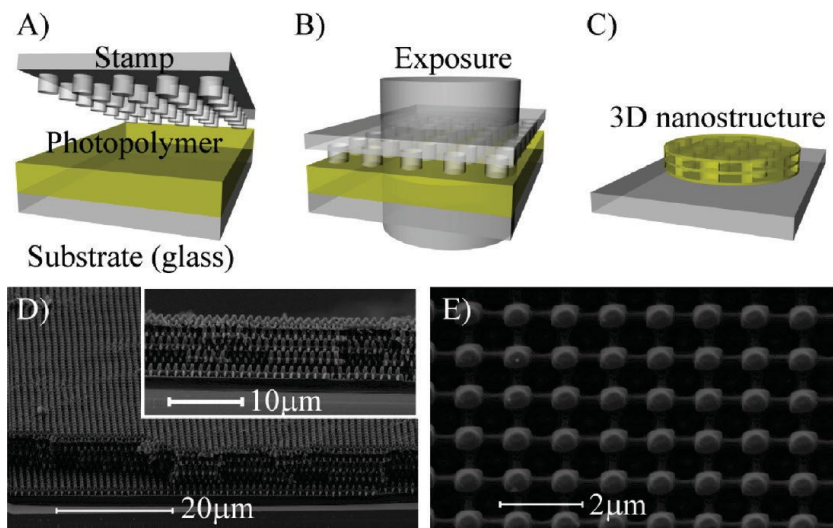 A)
Stamp
Photopolymer
Substrate (glass)
B)
Exposure
C)
3D nanostructure
D)
10μm
20μm
E)
2μm